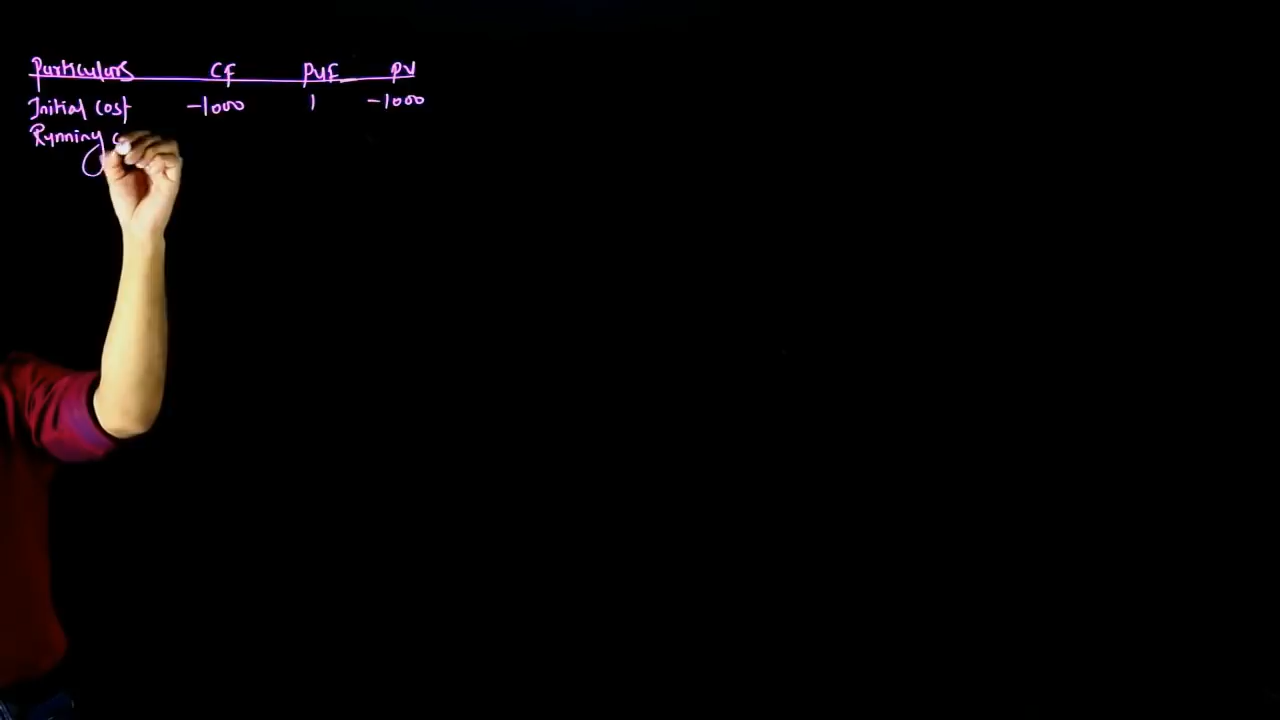 Particulars CF PVF PV
Initial cost -1000 1 -1000
Running